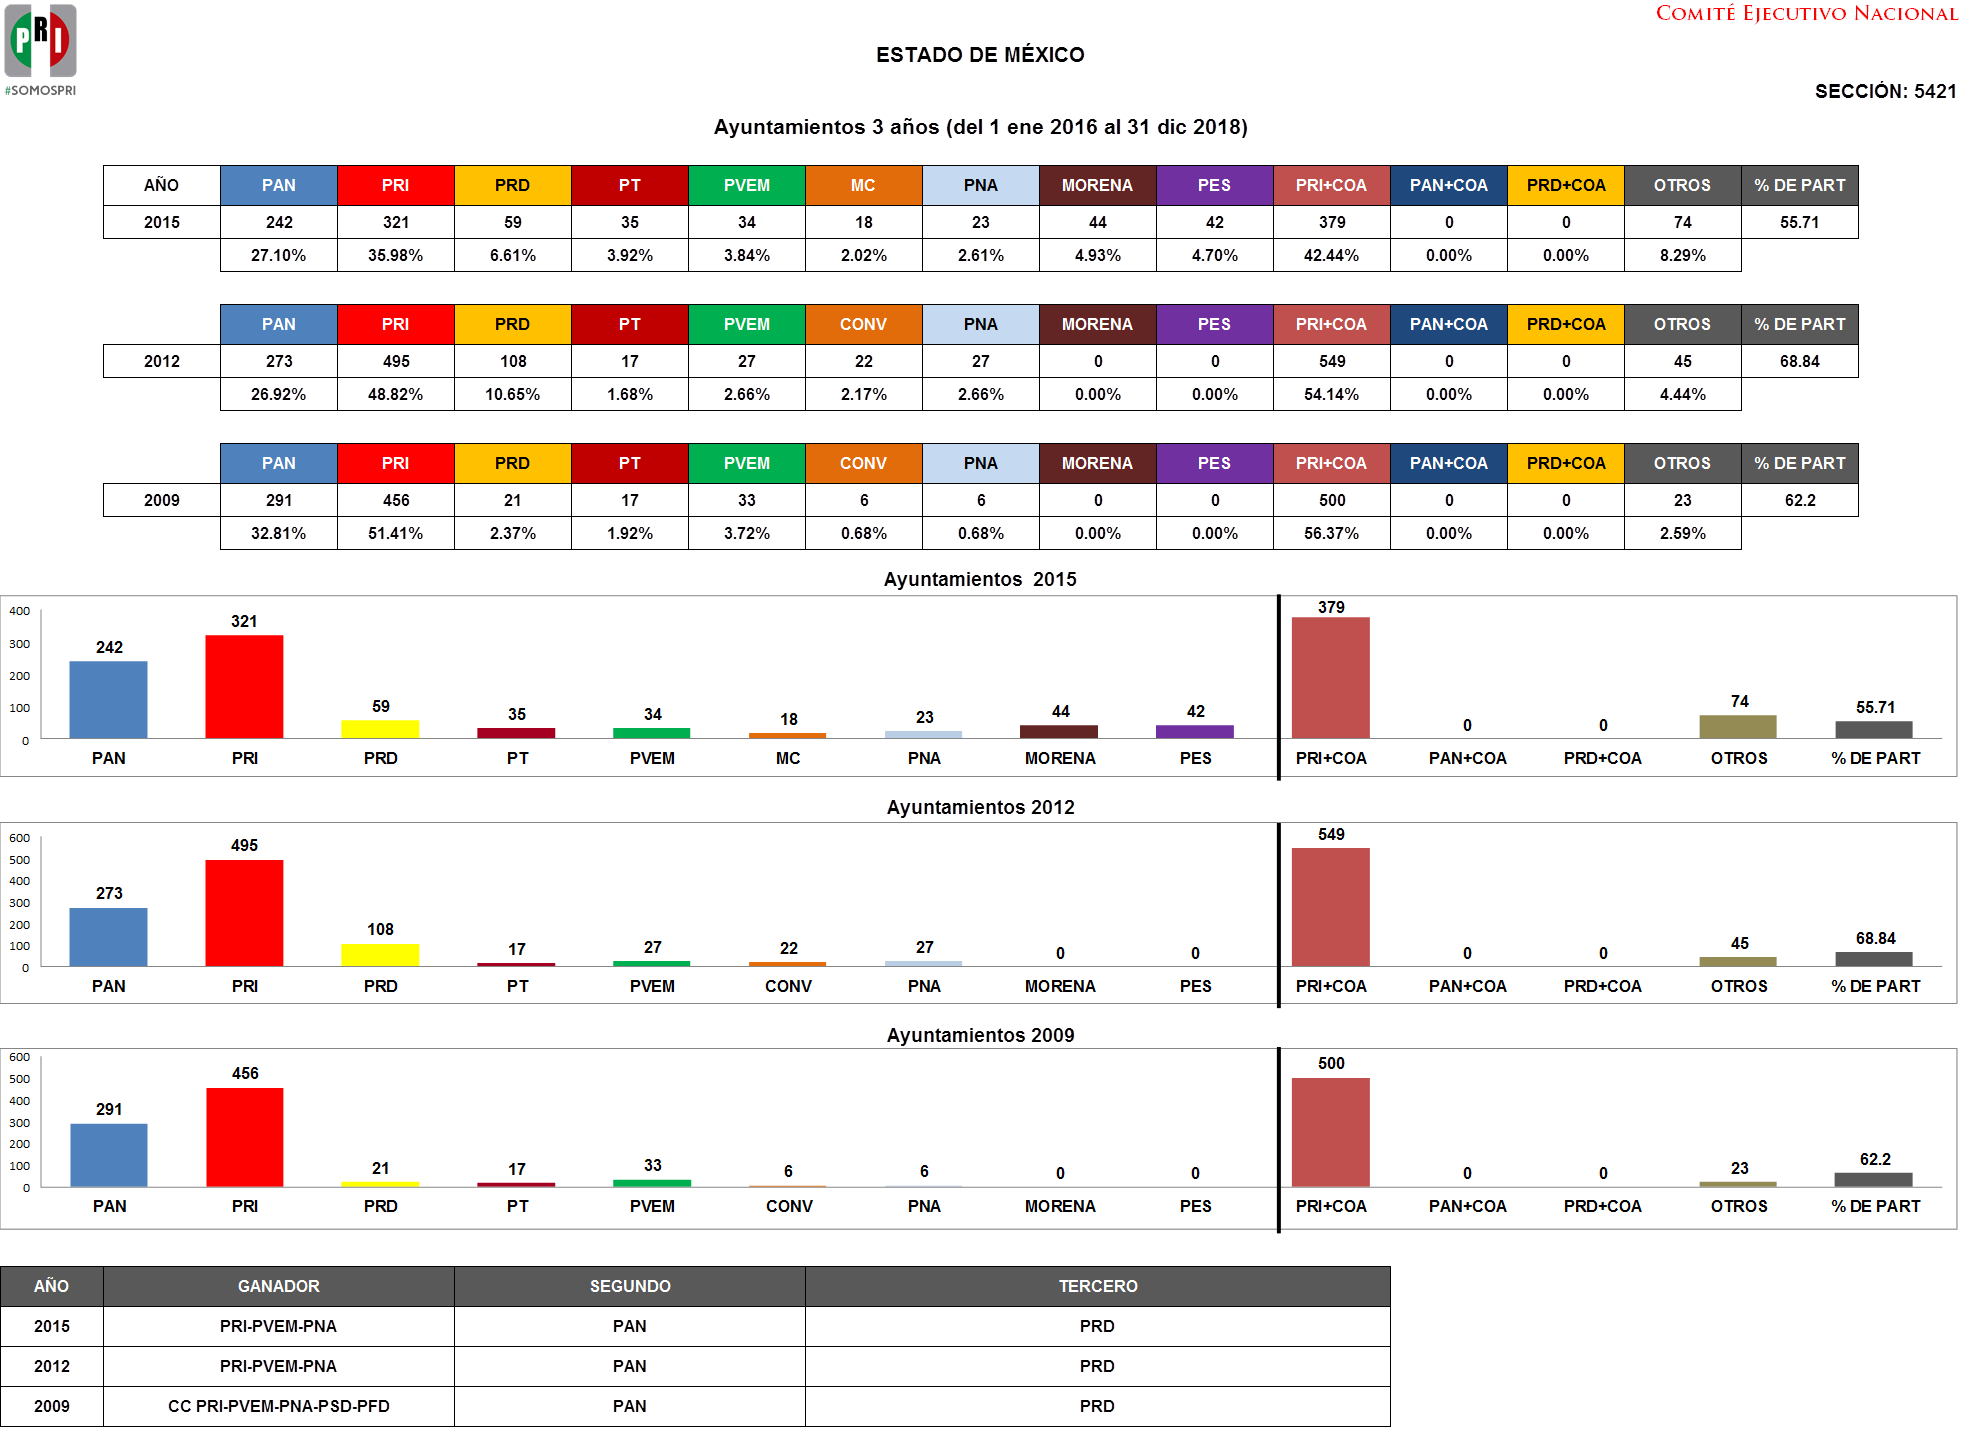 PRI
#SOMOSPRI
COMITÉ EJECUTIVO NACIONAL
ESTADO DE MÉXICO
SECCIÓN: 5421
Ayuntamientos 3 años (del 1 ene 2016 al 31 dic 2018)
AÑO PAN PRI PRD PT PVEM MC PNA MORENA PES PRI+COA PAN+COA PRD+COA OTROS % DE PART
2015 242 321 59 35 34 18 23 44 42 379 0 0 74 55.71
27.10% 35.98% 6.61% 3.92% 3.84% 2.02% 2.61% 4.93% 4.70% 42.44% 0.00% 0.00% 8.29%
PAN PRI PRD PT PVEM CONV PNA MORENA PES PRI+COA PAN+COA PRD+COA OTROS % DE PART
2012 273 495 108 17 27 22 27 0 0 549 0 0 45 68.84
26.92% 48.82% 10.65% 1.68% 2.66% 2.17% 2.66% 0.00% 0.00% 54.14% 0.00% 0.00% 4.44%
PAN PRI PRD PT PVEM CONV PNA MORENA PES PRI+COA PAN+COA PRD+COA OTROS % DE PART
2009 291 456 21 17 33 6 6 0 0 500 0 0 23 62.2
32.81% 51.41% 2.37% 1.92% 3.72% 0.68% 0.68% 0.00% 0.00% 56.37% 0.00% 0.00% 2.59%
Ayuntamientos 2015
400
300
200
100
0
242 321 59 35 34 18 23 44 42 379 0 0 74 55.71
PAN PRI PRD PT PVEM MC PNA MORENA PES PRI+COA PAN+COA PRD+COA OTROS % DE PART
Ayuntamientos 2012
600
500
400
300
200
100
0
273 495 108 17 27 22 27 0 0 549 0 0 45 68.84
PAN PRI PRD PT PVEM CONV PNA MORENA PES PRI+COA PAN+COA PRD+COA OTROS % DE PART
Ayuntamientos 2009
600
500
400
300
200
100
0
291 456 21 17 33 6 6 0 0 500 0 0 23 62.2
PAN PRI PRD PT PVEM CONV PNA MORENA PES PRI+COA PAN+COA PRD+COA OTROS % DE PART
AÑO GANADOR SEGUNDO TERCERO
2015 PRI-PVEM-PNA PAN PRD
2012 PRI-PVEM-PNA PAN PRD
2009 CC PRI-PVEM-PNA-PSD-PFD PAN PRD